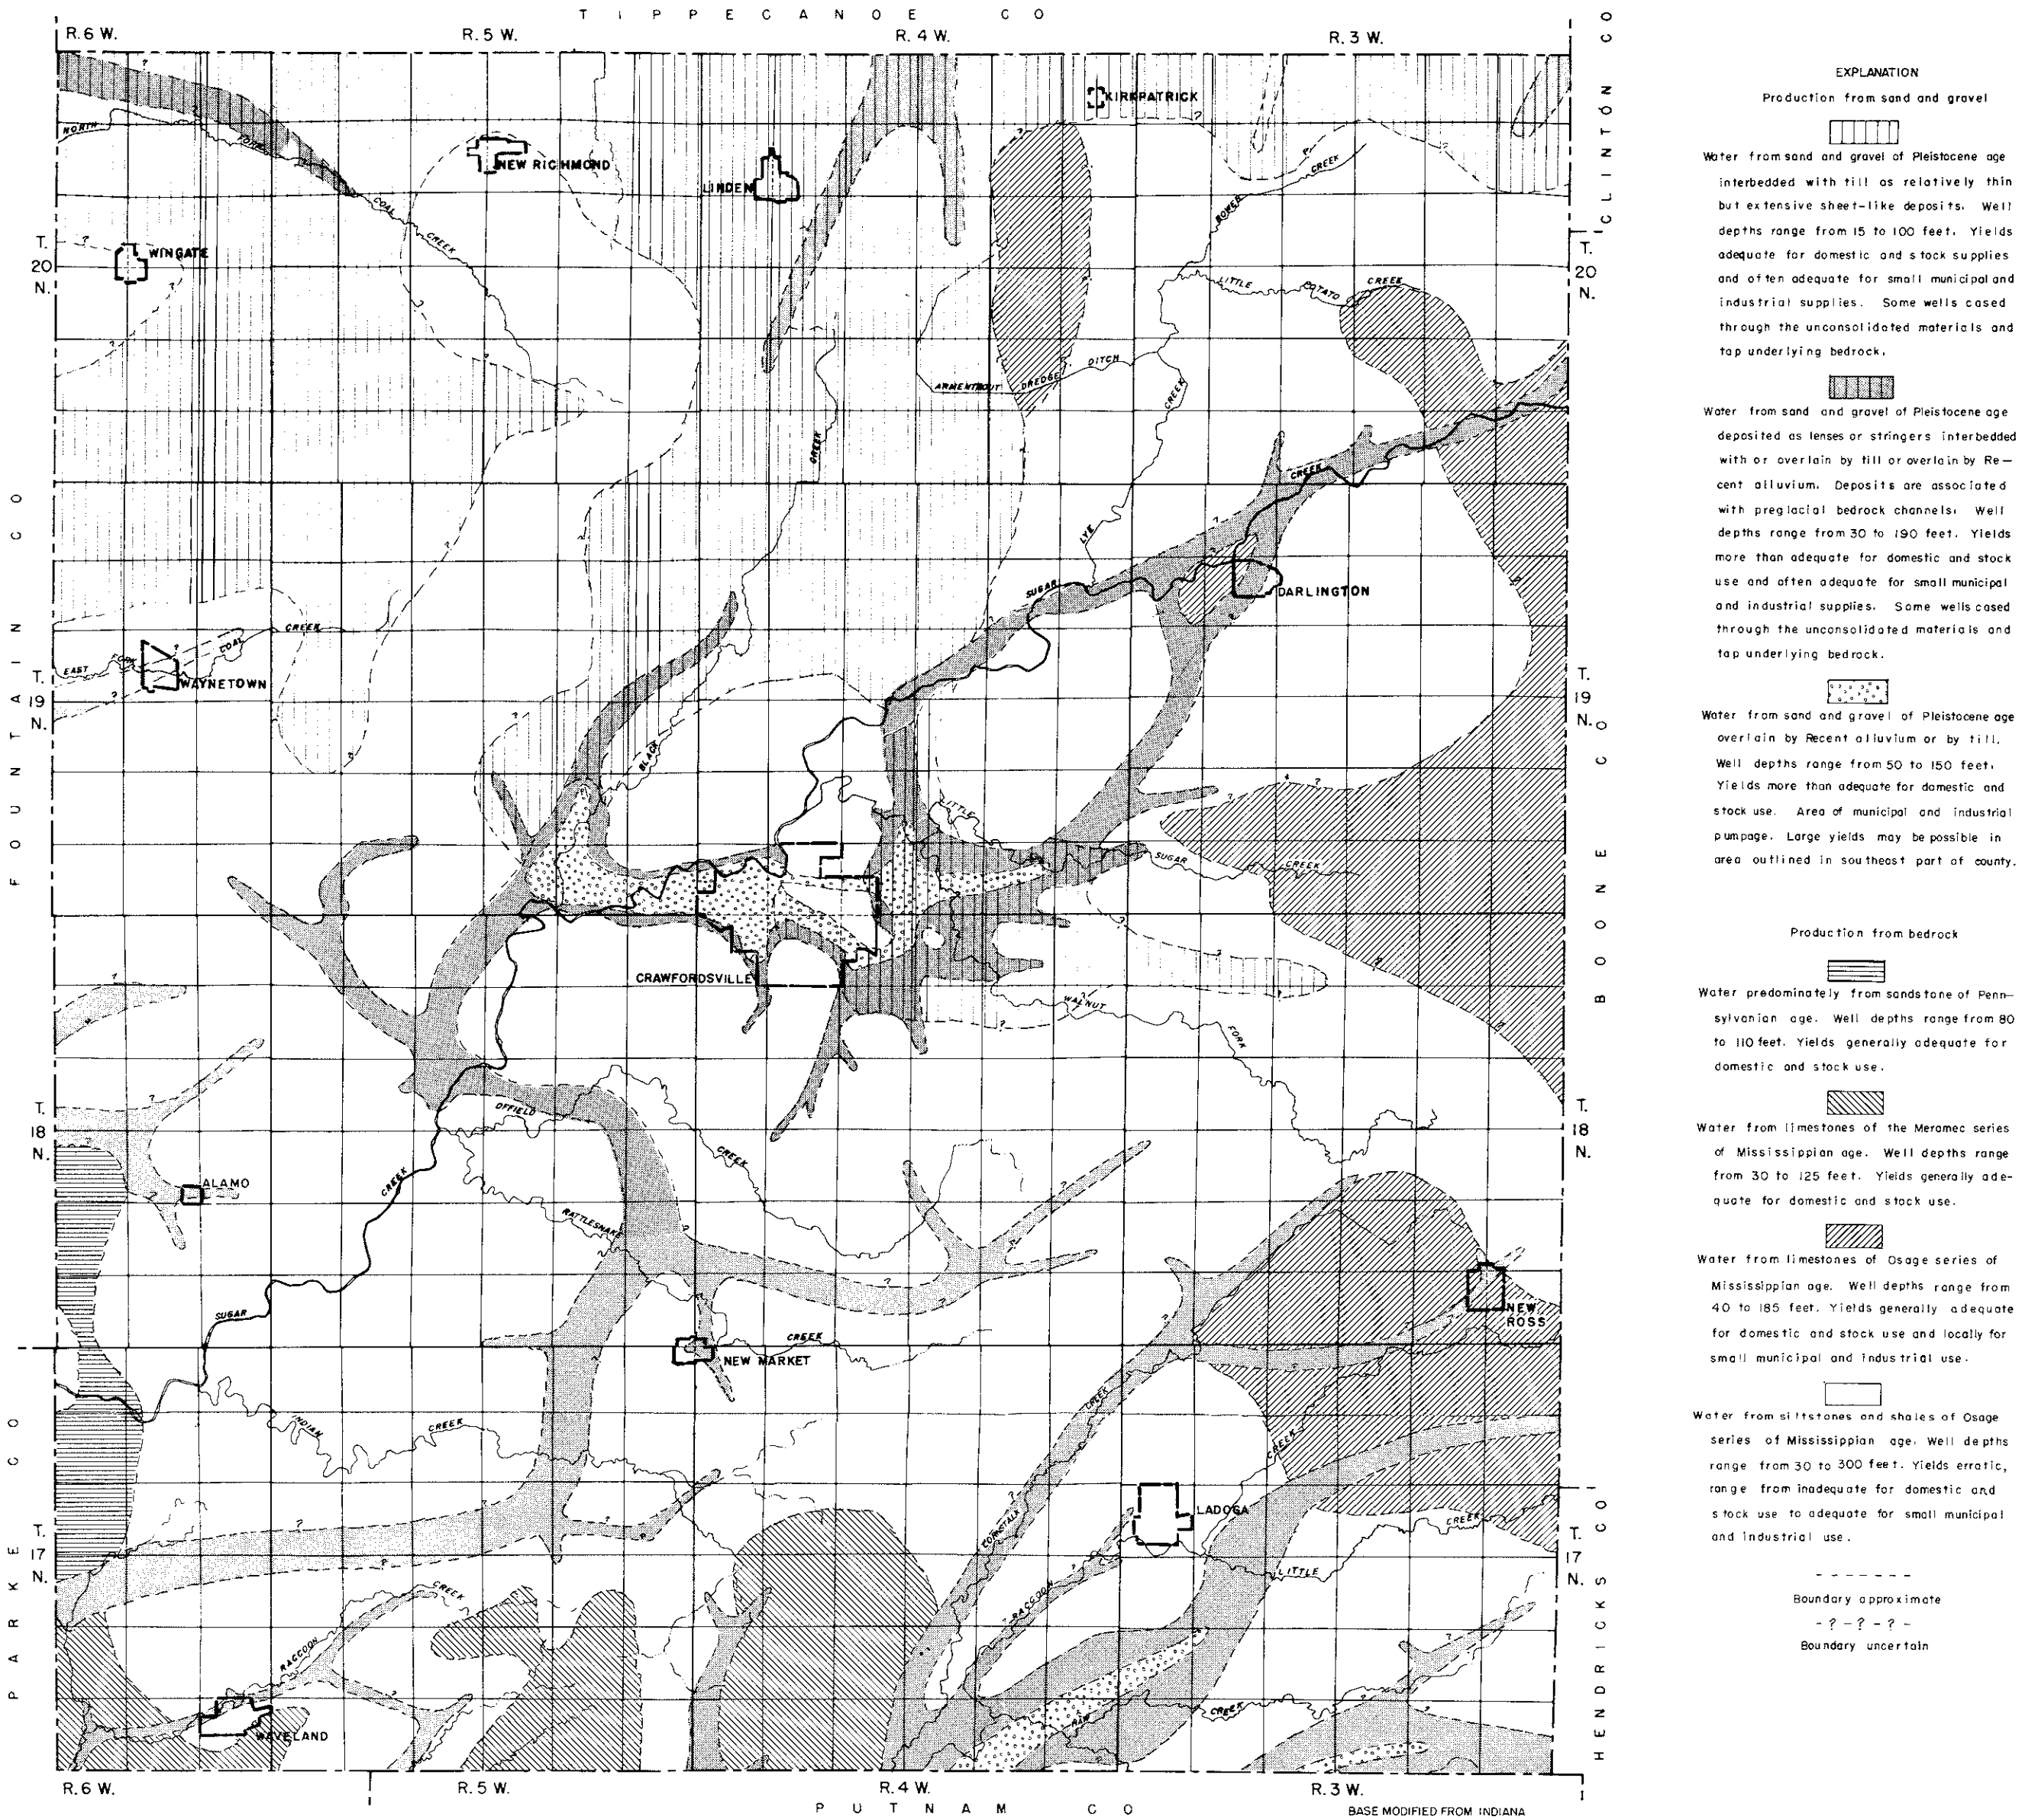 TIPPECANOE CO
R. 6 W.
R. 5 W.
R. 4 W.
R. 3 W.
CLINTON CO
KIRKPATRICK
NORTH
FORK
NEW RICHMOND
LINDEN
CREEK
BOWER
COAL
CREEK
T.
20
N.
WINGATE
T.
20
N.
LITTLE
POTATO
CREEK
DITCH
ARMENTROUT
DREDGE
CREEK
CREEK
CREEK
FOUNTAIN CO
LYE
SUGAR
DARLINGTON
CREEK
EAST
FORK
COAL
WAYNETOWN
T.
19
N.
T.
19
N.
BLACK
LITTLE
SUGAR
CREEK
BOONE CO
CRAWFORDSVILLE
WALNUT
FORK
OFFIELD
CREEK
T.
18
N.
T.
18
N.
ALAMO
CREEK
RATTLESNAKE
SUGAR
NEW
ROSS
CREEK
NEW MARKET
CREEK
INDIAN
CREEK
CREEK
LADOGA
CORNSTALK
CREEK
T.
17
N.
T.
17
N.
LITTLE
CREEK
RACCOON
PARKE CO
RACCOON
HENDRICKS CO
CREEK
WAVELAND
R. 6 W.
R. 5 W.
R. 4 W.
R. 3 W.
PUTNAM CO
BASE MODIFIED FROM INDIANA
EXPLANATION
Production from sand and gravel
Water from sand and gravel of Pleistocene age
interbedded with till as relatively thin
but extensive sheet-like deposits. Well
depths range from 15 to 100 feet. Yields
adequate for domestic and stock supplies
and often adequate for small municipal and
industrial supplies. Some wells cased
through the unconsolidated materials and
tap underlying bedrock.
Water from sand and gravel of Pleistocene age
deposited as lenses or stringers interbedded
with or overlain by till or overlain by Re-
cent alluvium. Deposits are associated
with preglacial bedrock channels. Well
depths range from 30 to 190 feet. Yields
more than adequate for domestic and stock
use and often adequate for small municipal
and industrial supplies. Some wells cased
through the unconsolidated materials and
tap underlying bedrock.
Water from sand and gravel of Pleistocene age
overlain by Recent alluvium or by till.
Well depths range from 50 to 150 feet.
Yields more than adequate for domestic and
stock use. Area of municipal and industrial
pumpage. Large yields may be possible in
area outlined in southeast part of county.
Production from bedrock
Water predominately from sandstone of Penn-
sylvanian age. Well depths range from 80
to 110 feet. Yields generally adequate for
domestic and stock use.
Water from limestones of the Meramec series
of Mississippian age. Well depths range
from 30 to 125 feet. Yields generally ade-
quate for domestic and stock use.
Water from limestones of Osage series of
Mississippian age. Well depths range from
40 to 185 feet. Yields generally adequate
for domestic and stock use and locally for
small municipal and industrial use.
Water from siltstones and shales of Osage
series of Mississippian age. Well depths
range from 30 to 300 feet. Yields erratic,
range from inadequate for domestic and
stock use to adequate for small municipal
and industrial use.
Boundary approximate
- ? - ? - ? -
Boundary uncertain